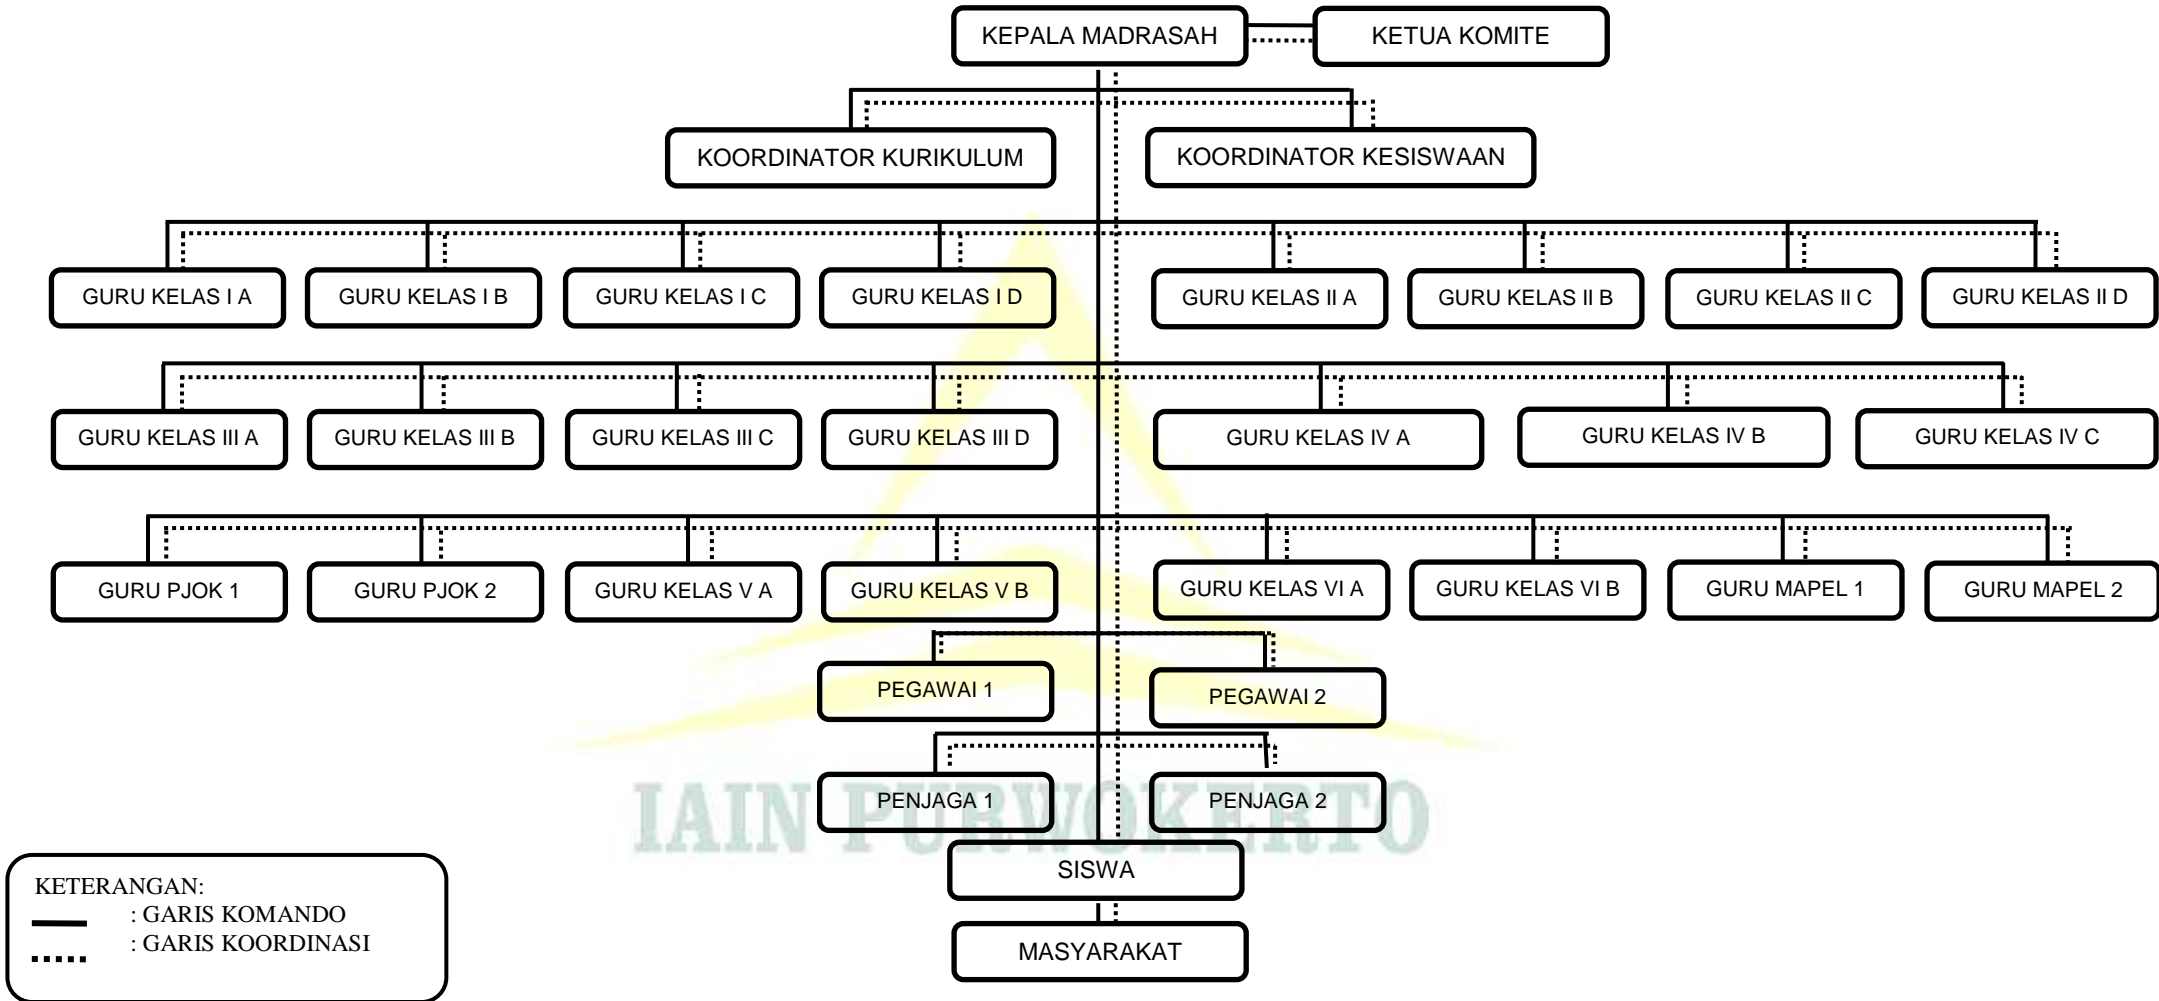 KEPALA MADRASAH
KETUA KOMITE
KOORDINATOR KURIKULUM
KOORDINATOR KESISWAAN
GURU KELAS I A
GURU KELAS I B
GURU KELAS I C
GURU KELAS I D
GURU KELAS II A
GURU KELAS II B
GURU KELAS II C
GURU KELAS II D
GURU KELAS III A
GURU KELAS III B
GURU KELAS III C
GURU KELAS III D
GURU KELAS IV A
GURU KELAS IV B
GURU KELAS IV C
GURU PJOK 1
GURU PJOK 2
GURU KELAS V A
GURU KELAS V B
GURU KELAS VI A
GURU KELAS VI B
GURU MAPEL 1
GURU MAPEL 2
PEGAWAI 1
PEGAWAI 2
PENJAGA 1
PENJAGA 2
IAIN PURWOKERTO
SISWA
MASYARAKAT
KETERANGAN:
: GARIS KOMANDO
: GARIS KOORDINASI